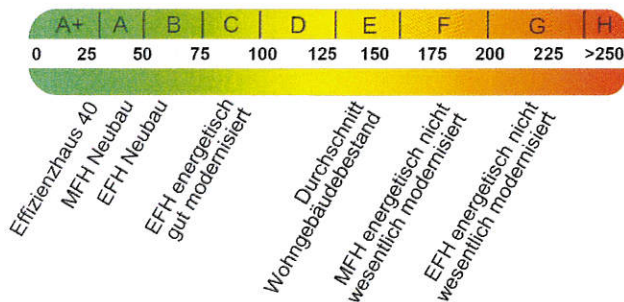 A+ A B C D E F G H
0 25 50 75 100 125 150 175 200 225 >250
Effizienzhaus 40
MFH Neubau
EFH Neubau
EFH energetisch
gut modernisiert
Durchschnitt
Wohngebäudebestand
MFH energetisch nicht
wesentlich modernisiert
EFH energetisch nicht
wesentlich modernisiert